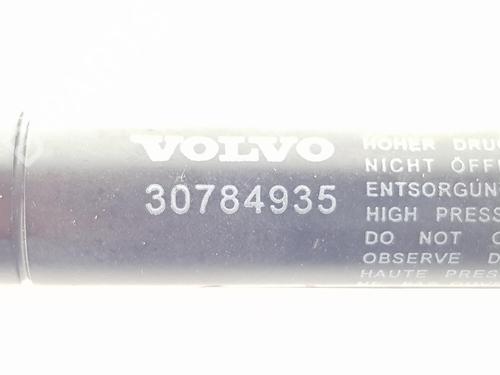 VOLVO
30784935
HOHER DRUC
NICHT ÖFF
ENTSORGUN
HIGH PRESS
DO NOT O
OBSERVE D
HAUTE PRES